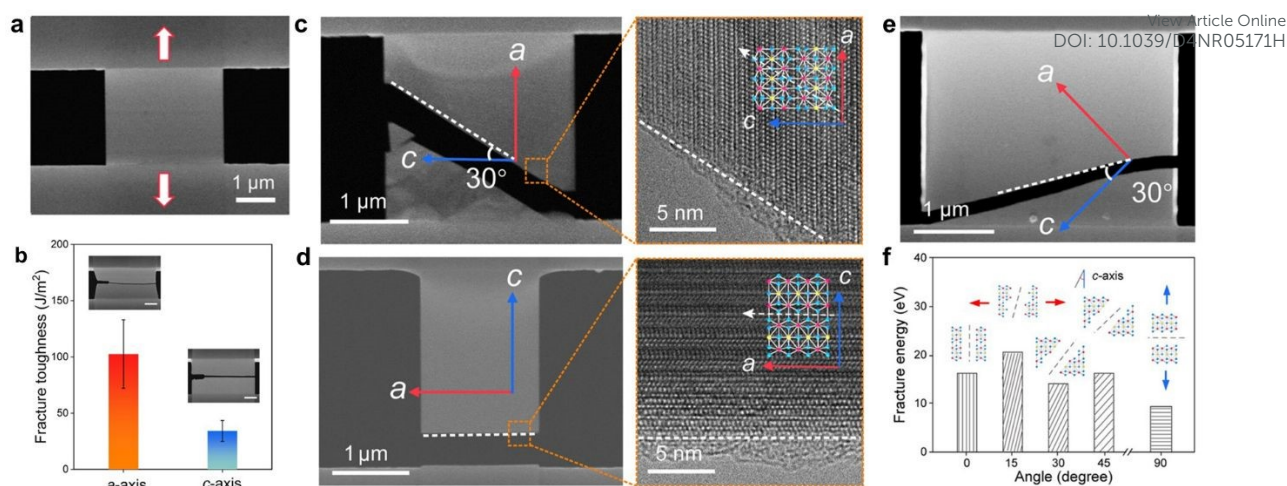 View Article Online
DOI: 10.1039/D4NR05171H
a
1 µm
b
Fracture toughness (J/m²)
200
150
100
50
0
a-axis
c-axis
c
a
c
30°
1 µm
a
c
5 nm
d
c
a
1 µm
c
a
5 nm
e
a
30°
c
1 µm
f
Fracture energy (eV)
40
30
20
10
0
c-axis
0 15 30 45 90
Angle (degree)